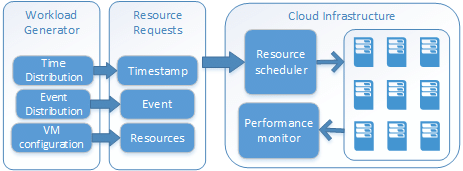 Workload
Generator
Time
Distribution
Event
Distribution
VM
configuration
Resource
Requests
Timestamp
Event
Resources
Cloud Infrastructure
Resource
scheduler
Performance
monitor